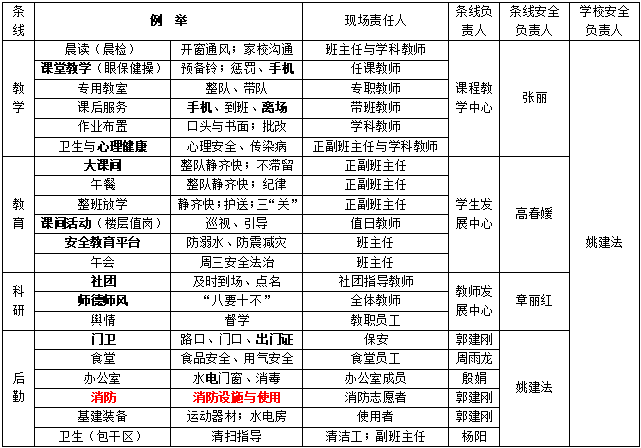 条线 例 举 现场责任人 条线负责人 条线安全负责人 学校安全负责人
教学 晨读（晨检） 开窗通风；家校沟通 班主任与学科教师 课程教学中心 张丽 姚建法
课堂教学（眼保健操） 预备铃；惩罚、手机 任课教师
专用教室 整队、带队 专职教师
课后服务 手机、到班、离场 带班教师
作业布置 口头与书面；批改 学科教师
卫生与心理健康 心理安全、传染病 正副班主任与学科教师
教育 大课间 整队静齐快；不滞留 正副班主任 学生发展中心 高春媛
午餐 整队静齐快；纪律 正副班主任
整班放学 静齐快；护送；三“关” 正副班主任
课间活动（楼层值岗） 巡视、引导 值日教师
安全教育平台 防溺水、防震减灾 班主任
午会 周三安全法治 班主任
科研 社团 及时到场、点名 社团指导教师 教师发展中心 章丽红
师德师风 “八要十不” 全体教师
舆情 督学 教职员工
后勤 门卫 路口、门口、出门证 保安 郭建刚 姚建法
食堂 食品安全、用气安全 食堂员工 周雨龙
办公室 水电门窗、消毒 办公室成员 殷娟
消防 消防设施与使用 消防志愿者 郭建刚
基建装备 运动器材；水电房 使用者 郭建刚
卫生（包干区） 清扫指导 清洁工；副班主任 杨阳